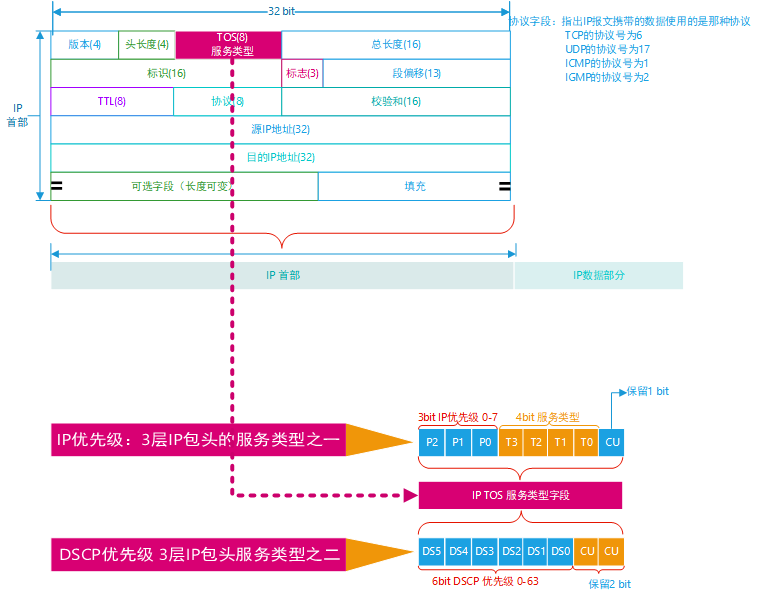 32 bit
协议字段：指出IP报文携带的数据使用的是那种协议
TCP的协议号为6
UDP的协议号为17
ICMP的协议号为1
IGMP的协议号为2
版本(4) 头长度(4) TOS(8) 总长度(16)
服务类型
标识(16) 标志(3) 段偏移(13)
IP
首部
TTL(8) 协议(8) 校验和(16)
源IP地址(32)
目的IP地址(32)
可选字段（长度可变） 填充
IP 首部 IP数据部分
保留1 bit
3bit IP优先级 0-7 4bit 服务类型
IP优先级：3层IP包头的服务类型之一
P2 P1 P0 T3 T2 T1 T0 CU
IP TOS 服务类型字段
DSCP优先级 3层IP包头服务类型之二
DS5 DS4 DS3 DS2 DS1 DS0 CU CU
6bit DSCP 优先级 0-63
保留2 bit